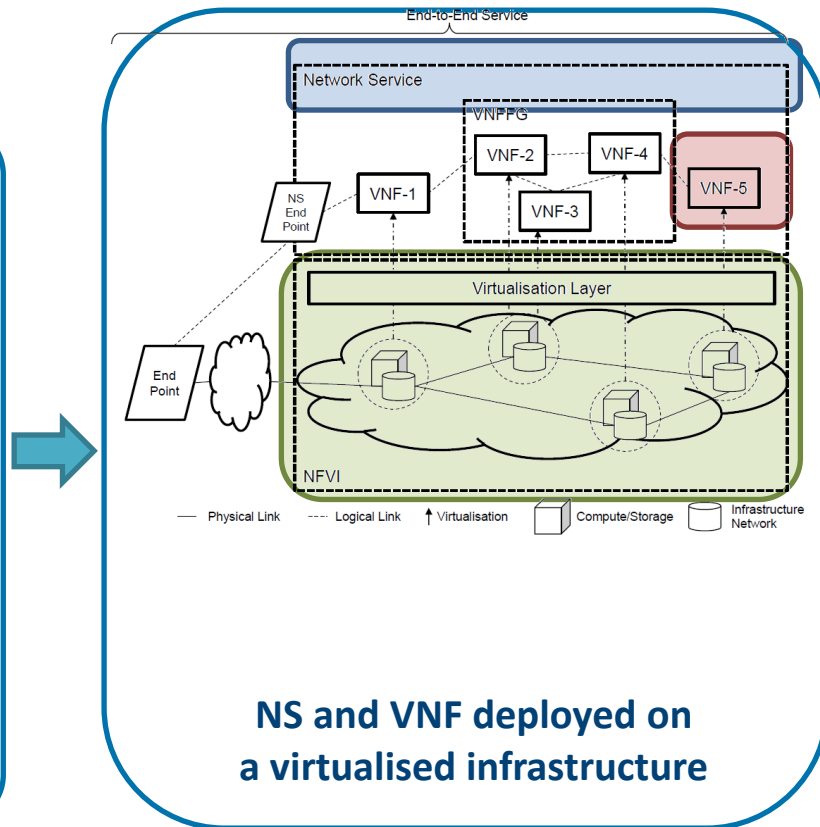 End-to-End Service
Network Service
VNFFG
VNF-2
VNF-4
VNF-1
VNF-5
VNF-3
NS
End
Point
Virtualisation Layer
End
Point
NFVI
Physical Link
Logical Link
Virtualisation
Compute/Storage
Infrastructure
Network
NS and VNF deployed on
a virtualised infrastructure